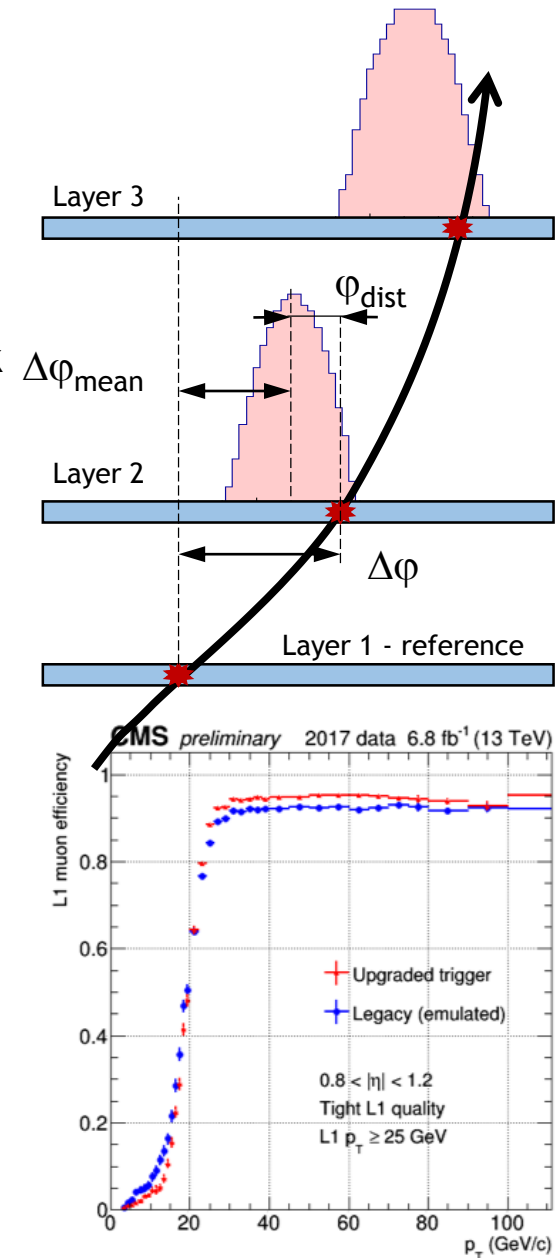 Layer 3
φdist
Δφmean
Layer 2
Δφ
Layer 1 - reference
CMS preliminary 2017 data 6.8 fb⁻¹ (13 TeV)
L1 muon efficiency
1
0.8
0.6
0.4
0.2
0
Upgraded trigger
Legacy (emulated)
0.8 < |η| < 1.2
Tight L1 quality
L1 pT ≥ 25 GeV
0 20 40 60 80 100
pT (GeV/c)